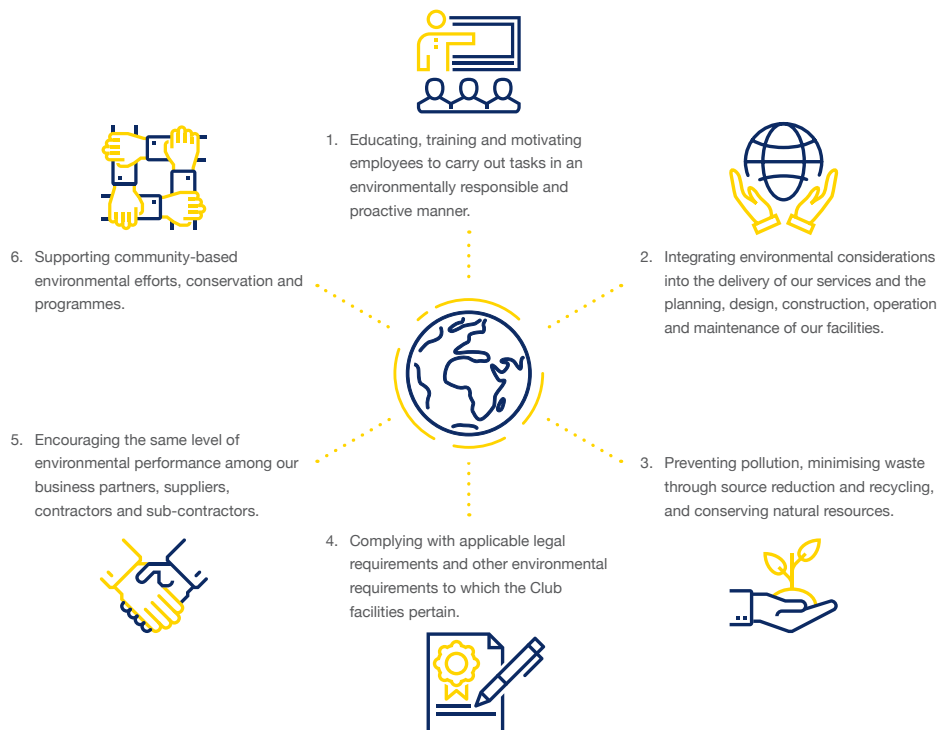 1. Educating, training and motivating
employees to carry out tasks in an
environmentally responsible and
proactive manner.
2. Integrating environmental considerations
into the delivery of our services and the
planning, design, construction, operation
and maintenance of our facilities.
3. Preventing pollution, minimising waste
through source reduction and recycling,
and conserving natural resources.
4. Complying with applicable legal
requirements and other environmental
requirements to which the Club
facilities pertain.
5. Encouraging the same level of
environmental performance among our
business partners, suppliers,
contractors and sub-contractors.
6. Supporting community-based
environmental efforts, conservation and
programmes.